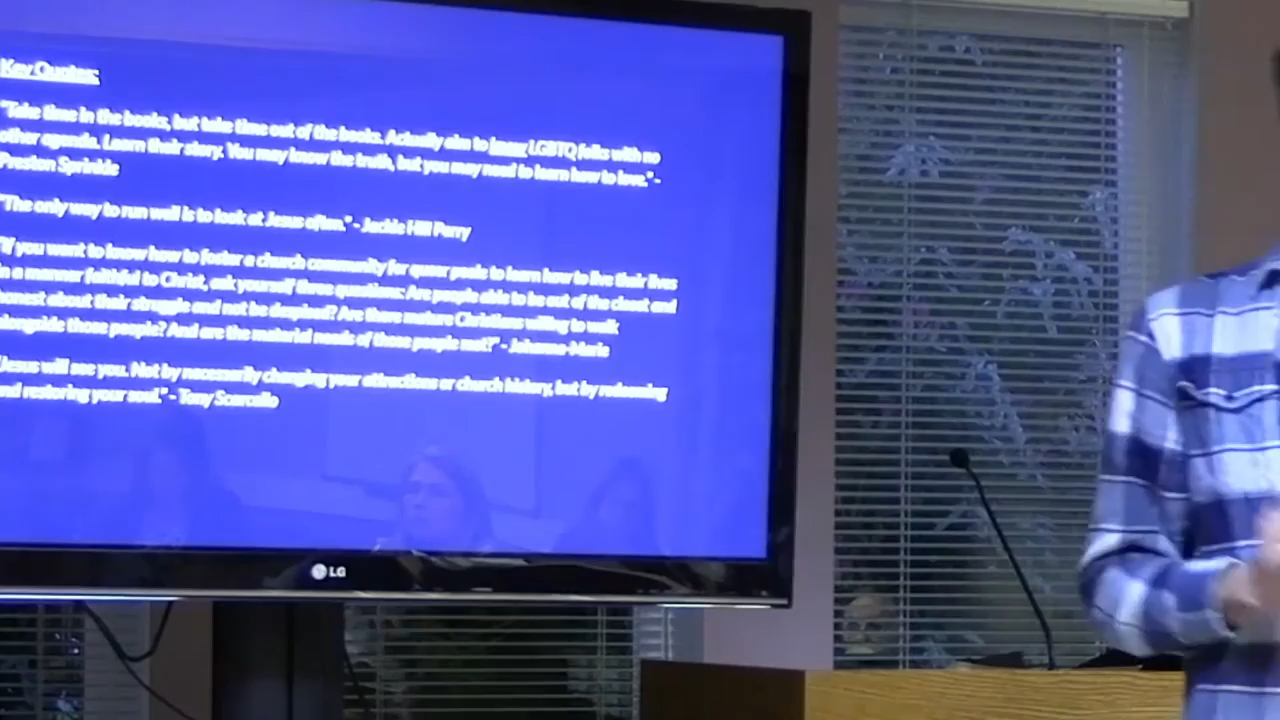 Key Quotes:
"Take time in the books, but take time out of the books. Actually aim to know LGBTQ folks with no
other agenda. Learn their story. You may know the truth, but you may need to learn how to love." -
Preston Sprinkle
"The only way to run well is to look at Jesus often." - Jackie Hill Perry
"If you want to know how to foster a church community for queer people to learn how to live their lives
in a manner faithful to Christ, ask yourself three questions: Are people able to be out of the closet and
honest about their struggle and not be despised? Are there mature Christians willing to walk
alongside those people? And are the material needs of those people met?" - Johanna-Marie
Jesus will see you. Not by necessarily changing your attractions or church history, but by redeeming
and restoring your soul." - Tony Scarcello
LG